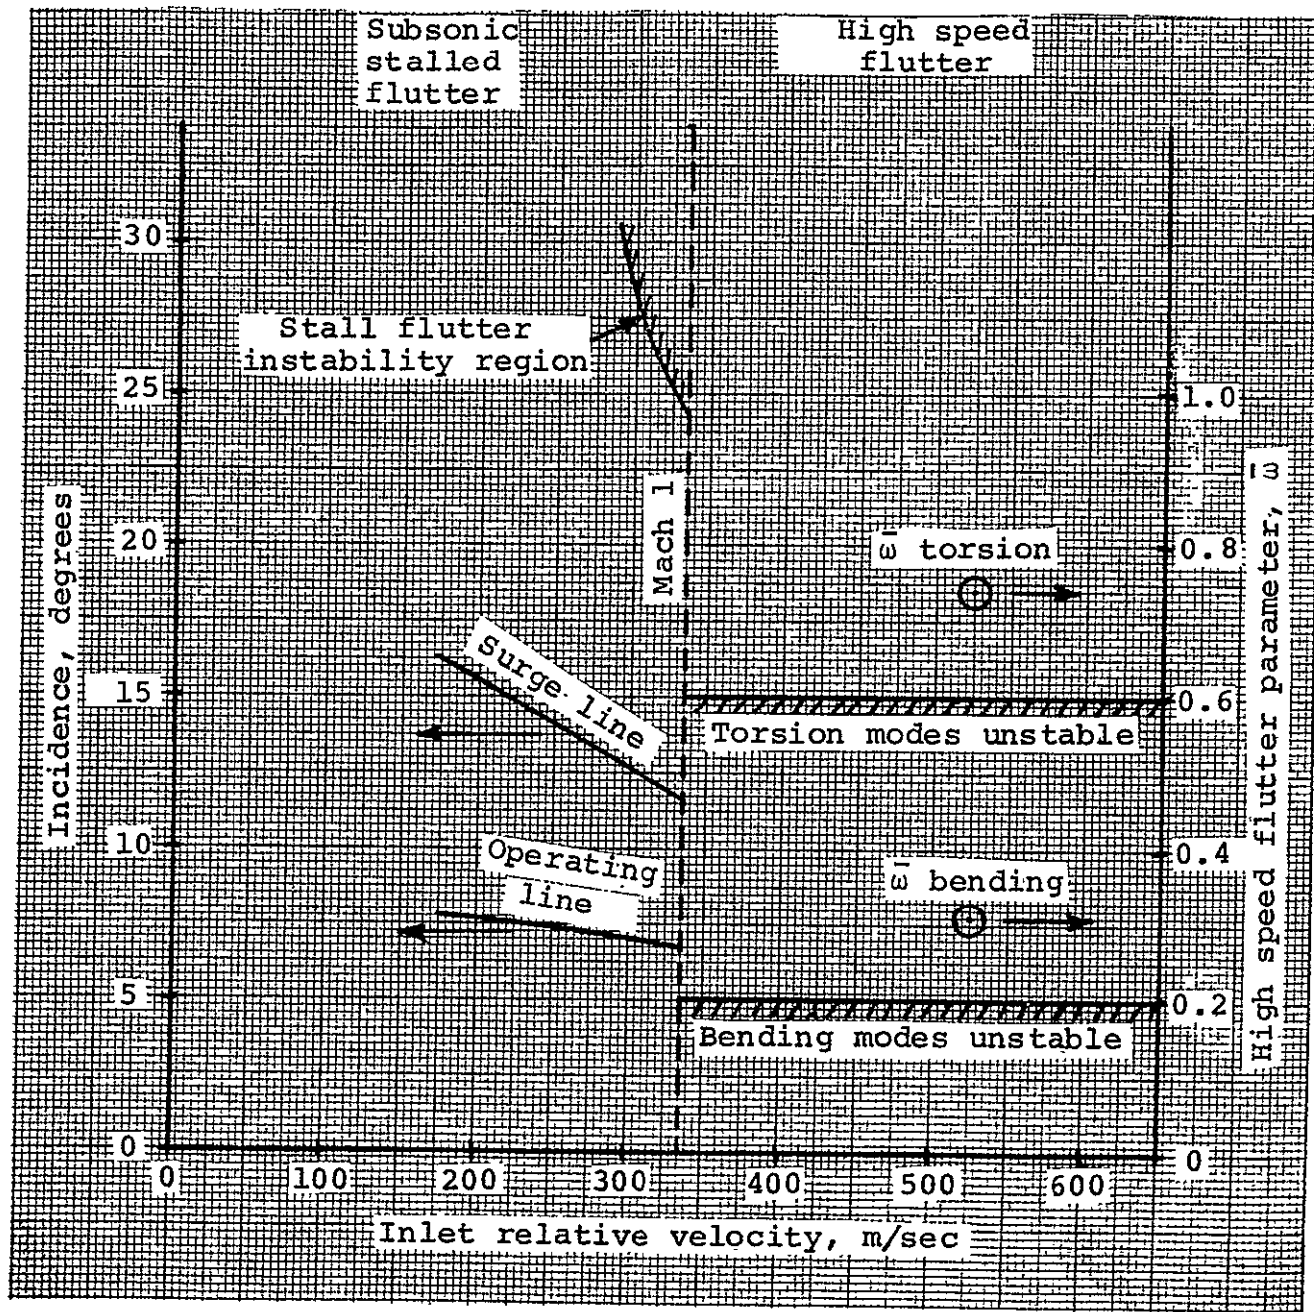 Subsonic
stalled
flutter
High speed
flutter
30
25
20
15
10
5
0
Incidence, degrees
Stall flutter
instability region
Mach 1
Surge line
Operating
line
ω̄ torsion
Torsion modes unstable
ω̄ bending
Bending modes unstable
1.0
0.8
0.6
0.4
0.2
0
High speed flutter parameter, ω̄
0 100 200 300 400 500 600
Inlet relative velocity, m/sec